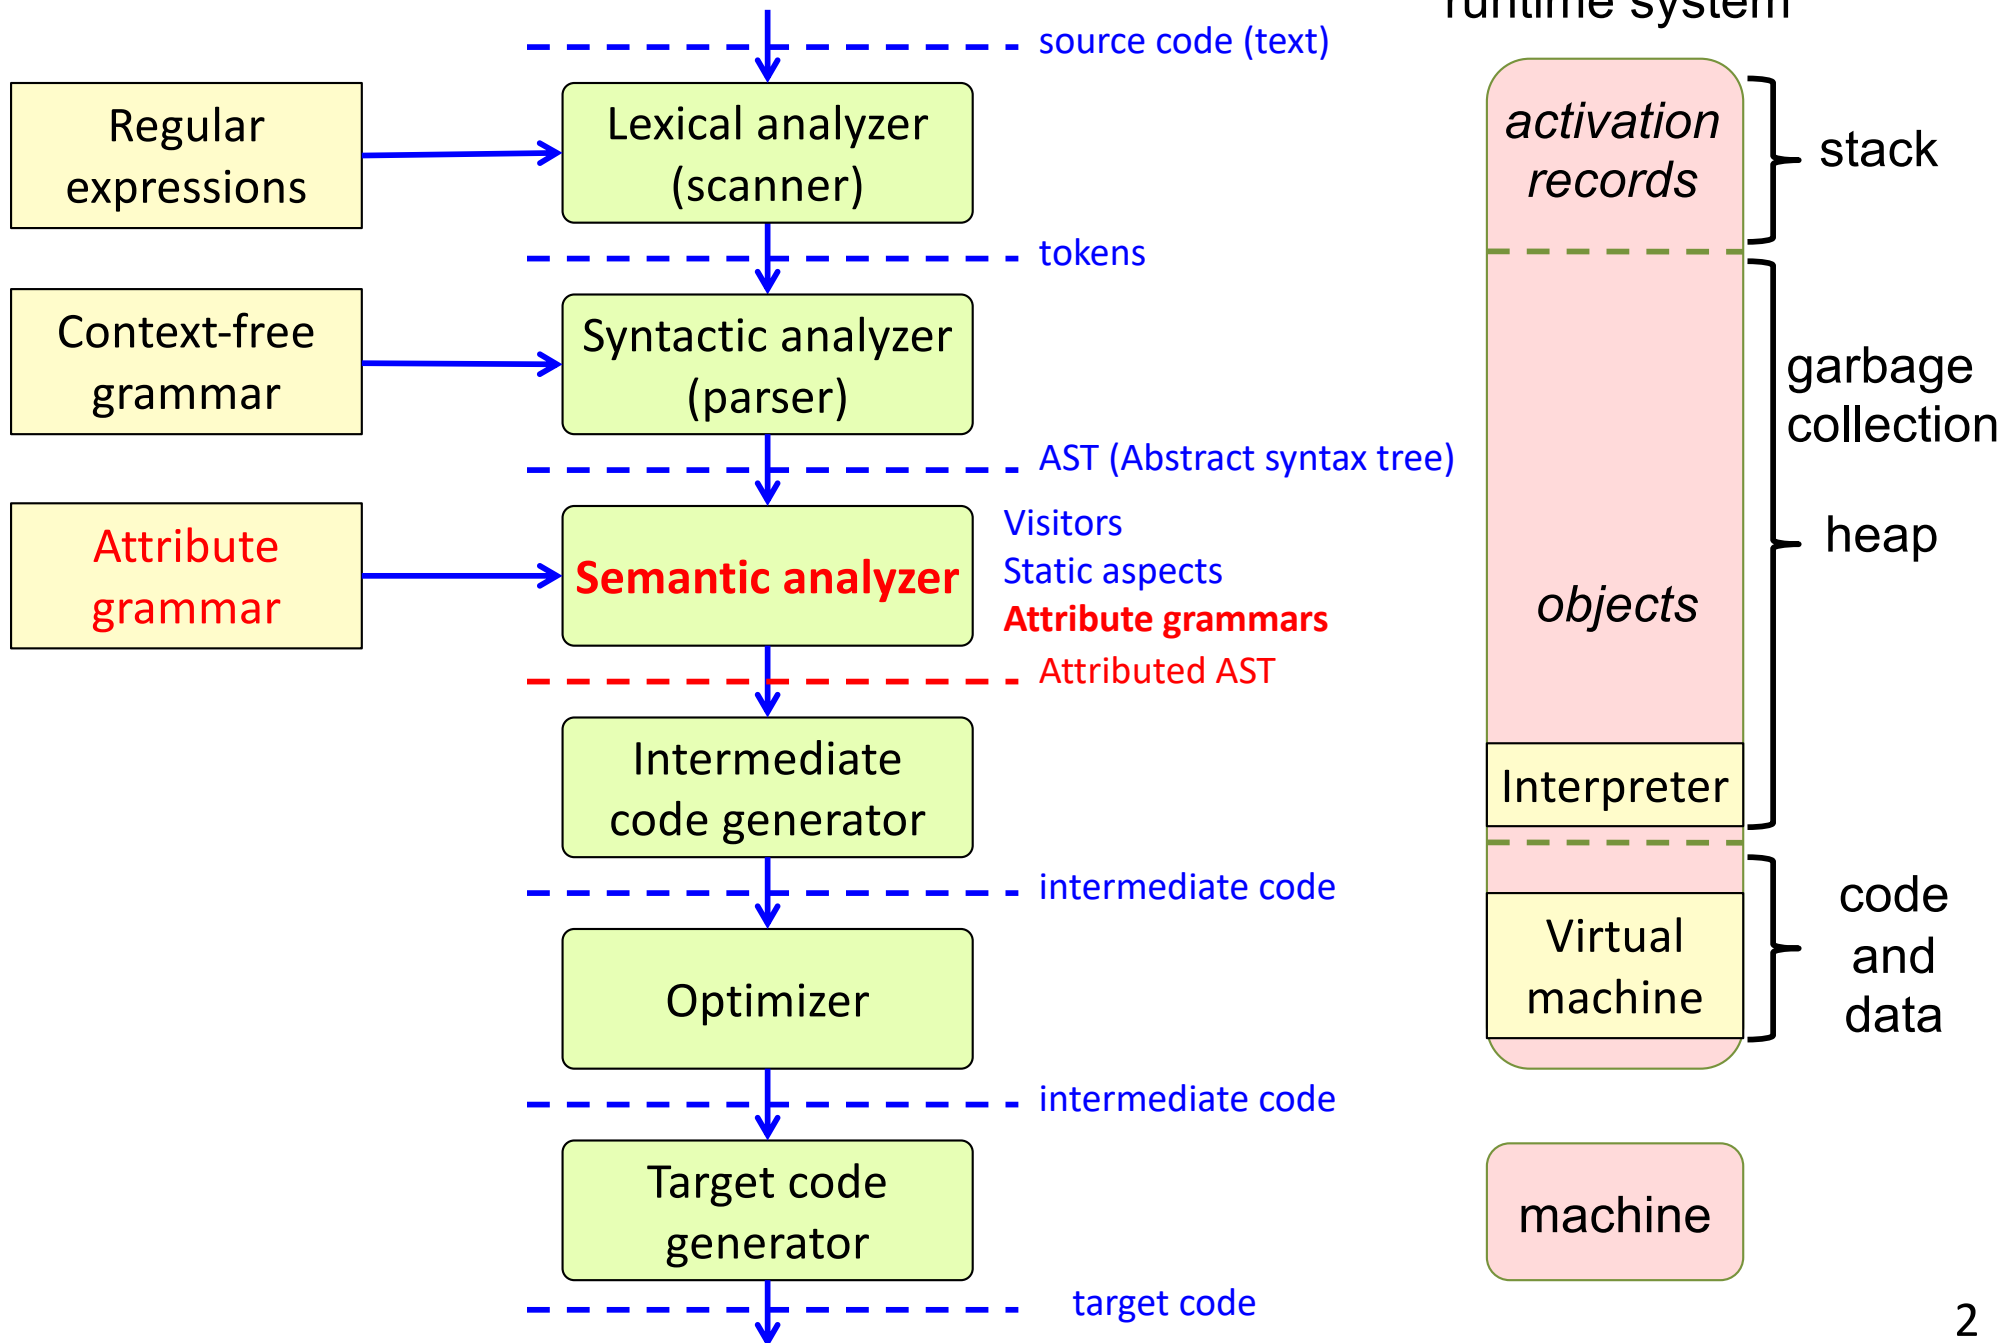 runtime system
source code (text)
Regular
expressions
Lexical analyzer
(scanner)
tokens
Context-free
grammar
Syntactic analyzer
(parser)
AST (Abstract syntax tree)
Attribute
grammar
Semantic analyzer
Visitors
Static aspects
Attribute grammars
Attributed AST
Intermediate
code generator
intermediate code
Optimizer
intermediate code
Target code
generator
target code
activation
records
stack
garbage
collection
heap
objects
Interpreter
Virtual
machine
code
and
data
machine
2